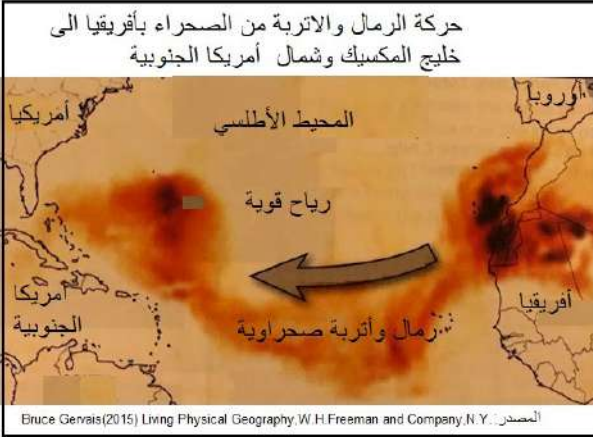 حركة الرمال والاتربة من الصحراء بأفريقيا الى
خليج المكسيك وشمال أمريكا الجنوبية
أوروبا
أمريكيا
المحيط الأطلسي
رياح قوية
أمريكا
الجنوبية
أفريقيا
رمال وأتربة صحراوية
المصدر: Bruce Gervais(2015) Living Physical Geography,W.H.Freeman and Company,N.Y.